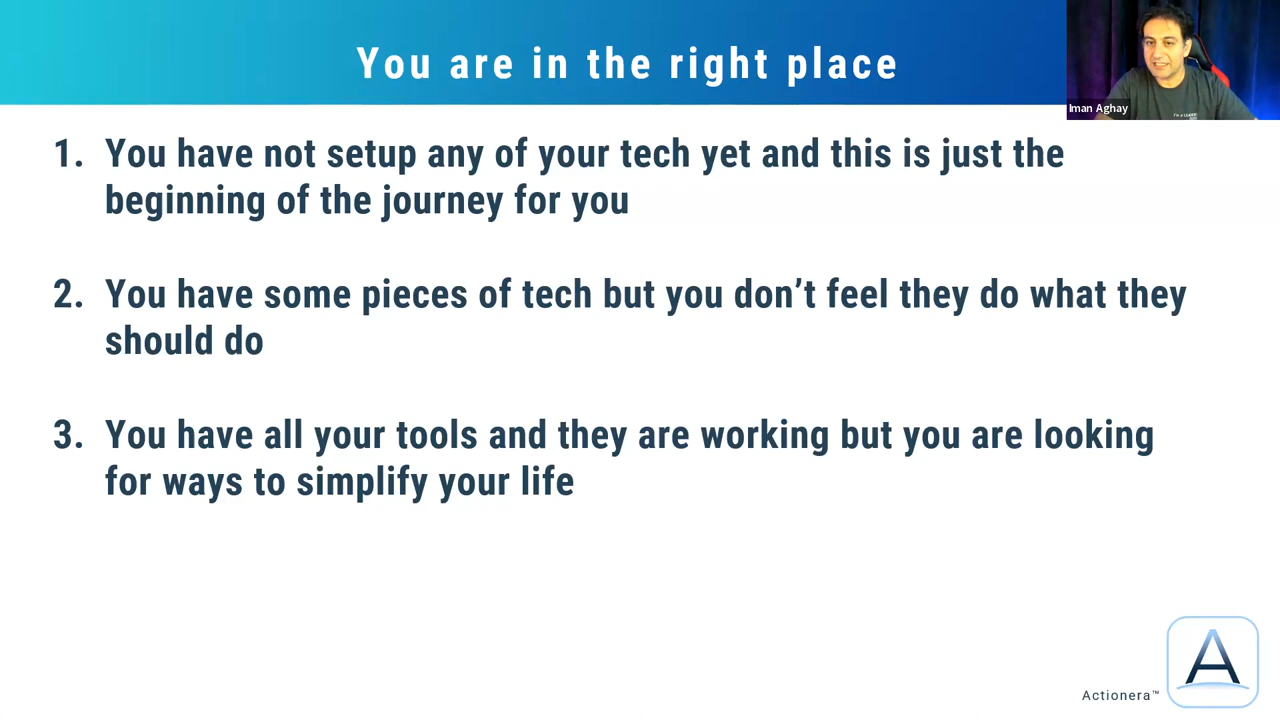 You are in the right place
Iman Aghay
1. You have not setup any of your tech yet and this is just the
beginning of the journey for you
2. You have some pieces of tech but you don’t feel they do what they
should do
3. You have all your tools and they are working but you are looking
for ways to simplify your life
A
Actionera™